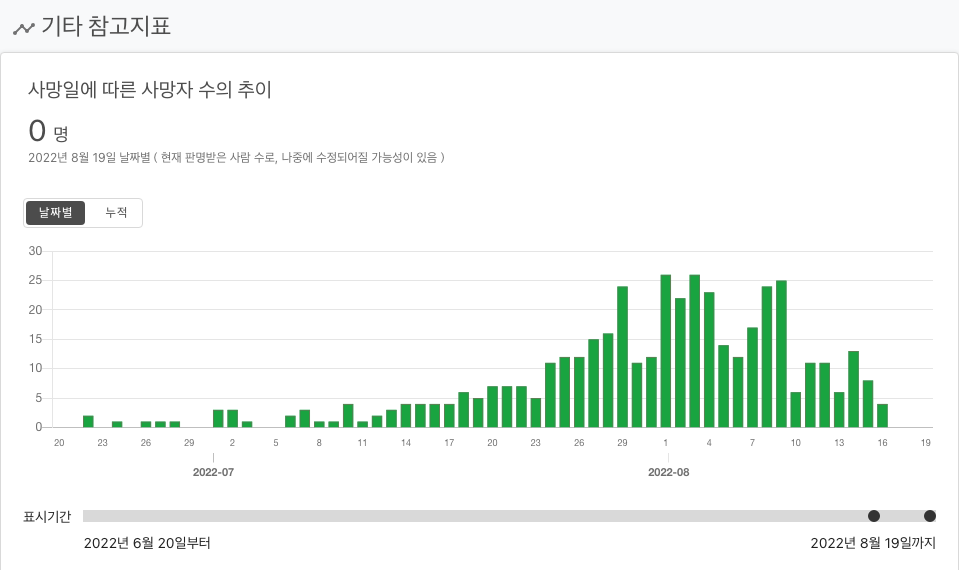 기타 참고지표
사망일에 따른 사망자 수의 추이
0 명
2022년 8월 19일 날짜별 ( 현재 판명받은 사람 수로, 나중에 수정되어질 가능성이 있음 )
날짜별 누적
30
25
20
15
10
5
0
20 23 26 29 2 5 8 11 14 17 20 23 26 29 1 4 7 10 13 16 19
2022-07 2022-08
표시기간
2022년 6월 20일부터 2022년 8월 19일까지